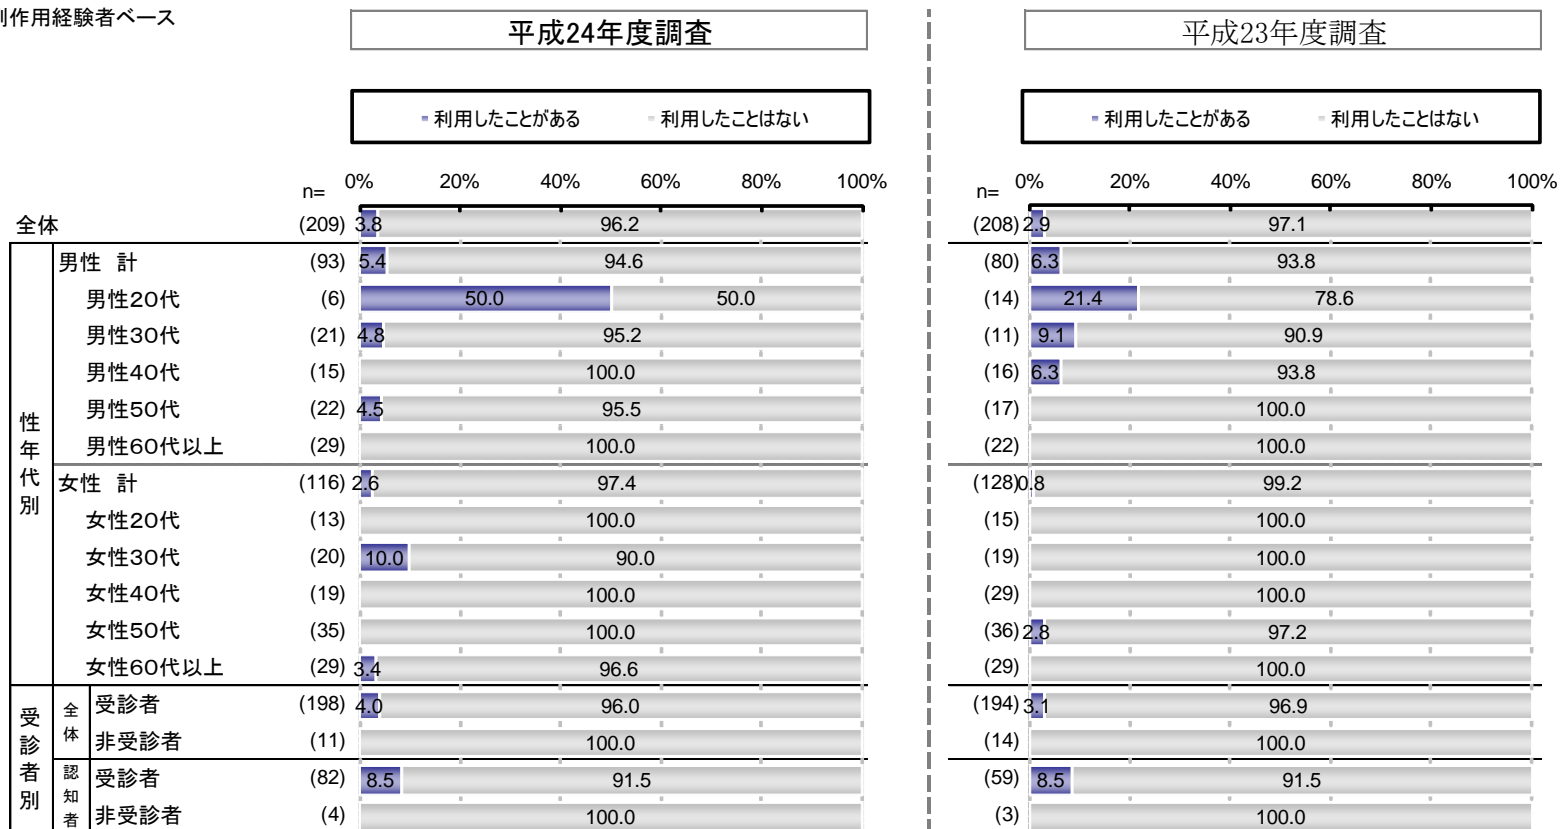 作用経験者ベース
平成24年度調査
平成23年度調査
利用したことがある 利用したことはない
利用したことがある 利用したことはない
n= 0% 20% 40% 60% 80% 100%
n= 0% 20% 40% 60% 80% 100%
全体 (209) 3.8 96.2 (208) 2.9 97.1
性年代別
男性 計 (93) 5.4 94.6 (80) 6.3 93.8
男性20代 (6) 50.0 50.0 (14) 21.4 78.6
男性30代 (21) 4.8 95.2 (11) 9.1 90.9
男性40代 (15) 100.0 (16) 6.3 93.8
男性50代 (22) 4.5 95.5 (17) 100.0
男性60代以上 (29) 100.0 (22) 100.0
女性 計 (116) 2.6 97.4 (128) 0.8 99.2
女性20代 (13) 100.0 (15) 100.0
女性30代 (20) 10.0 90.0 (19) 100.0
女性40代 (19) 100.0 (29) 100.0
女性50代 (35) 100.0 (36) 2.8 97.2
女性60代以上 (29) 3.4 96.6 (29) 100.0
受診者別
全体
受診者 (198) 4.0 96.0 (194) 3.1 96.9
非受診者 (11) 100.0 (14) 100.0
認知者
受診者 (82) 8.5 91.5 (59) 8.5 91.5
非受診者 (4) 100.0 (3) 100.0